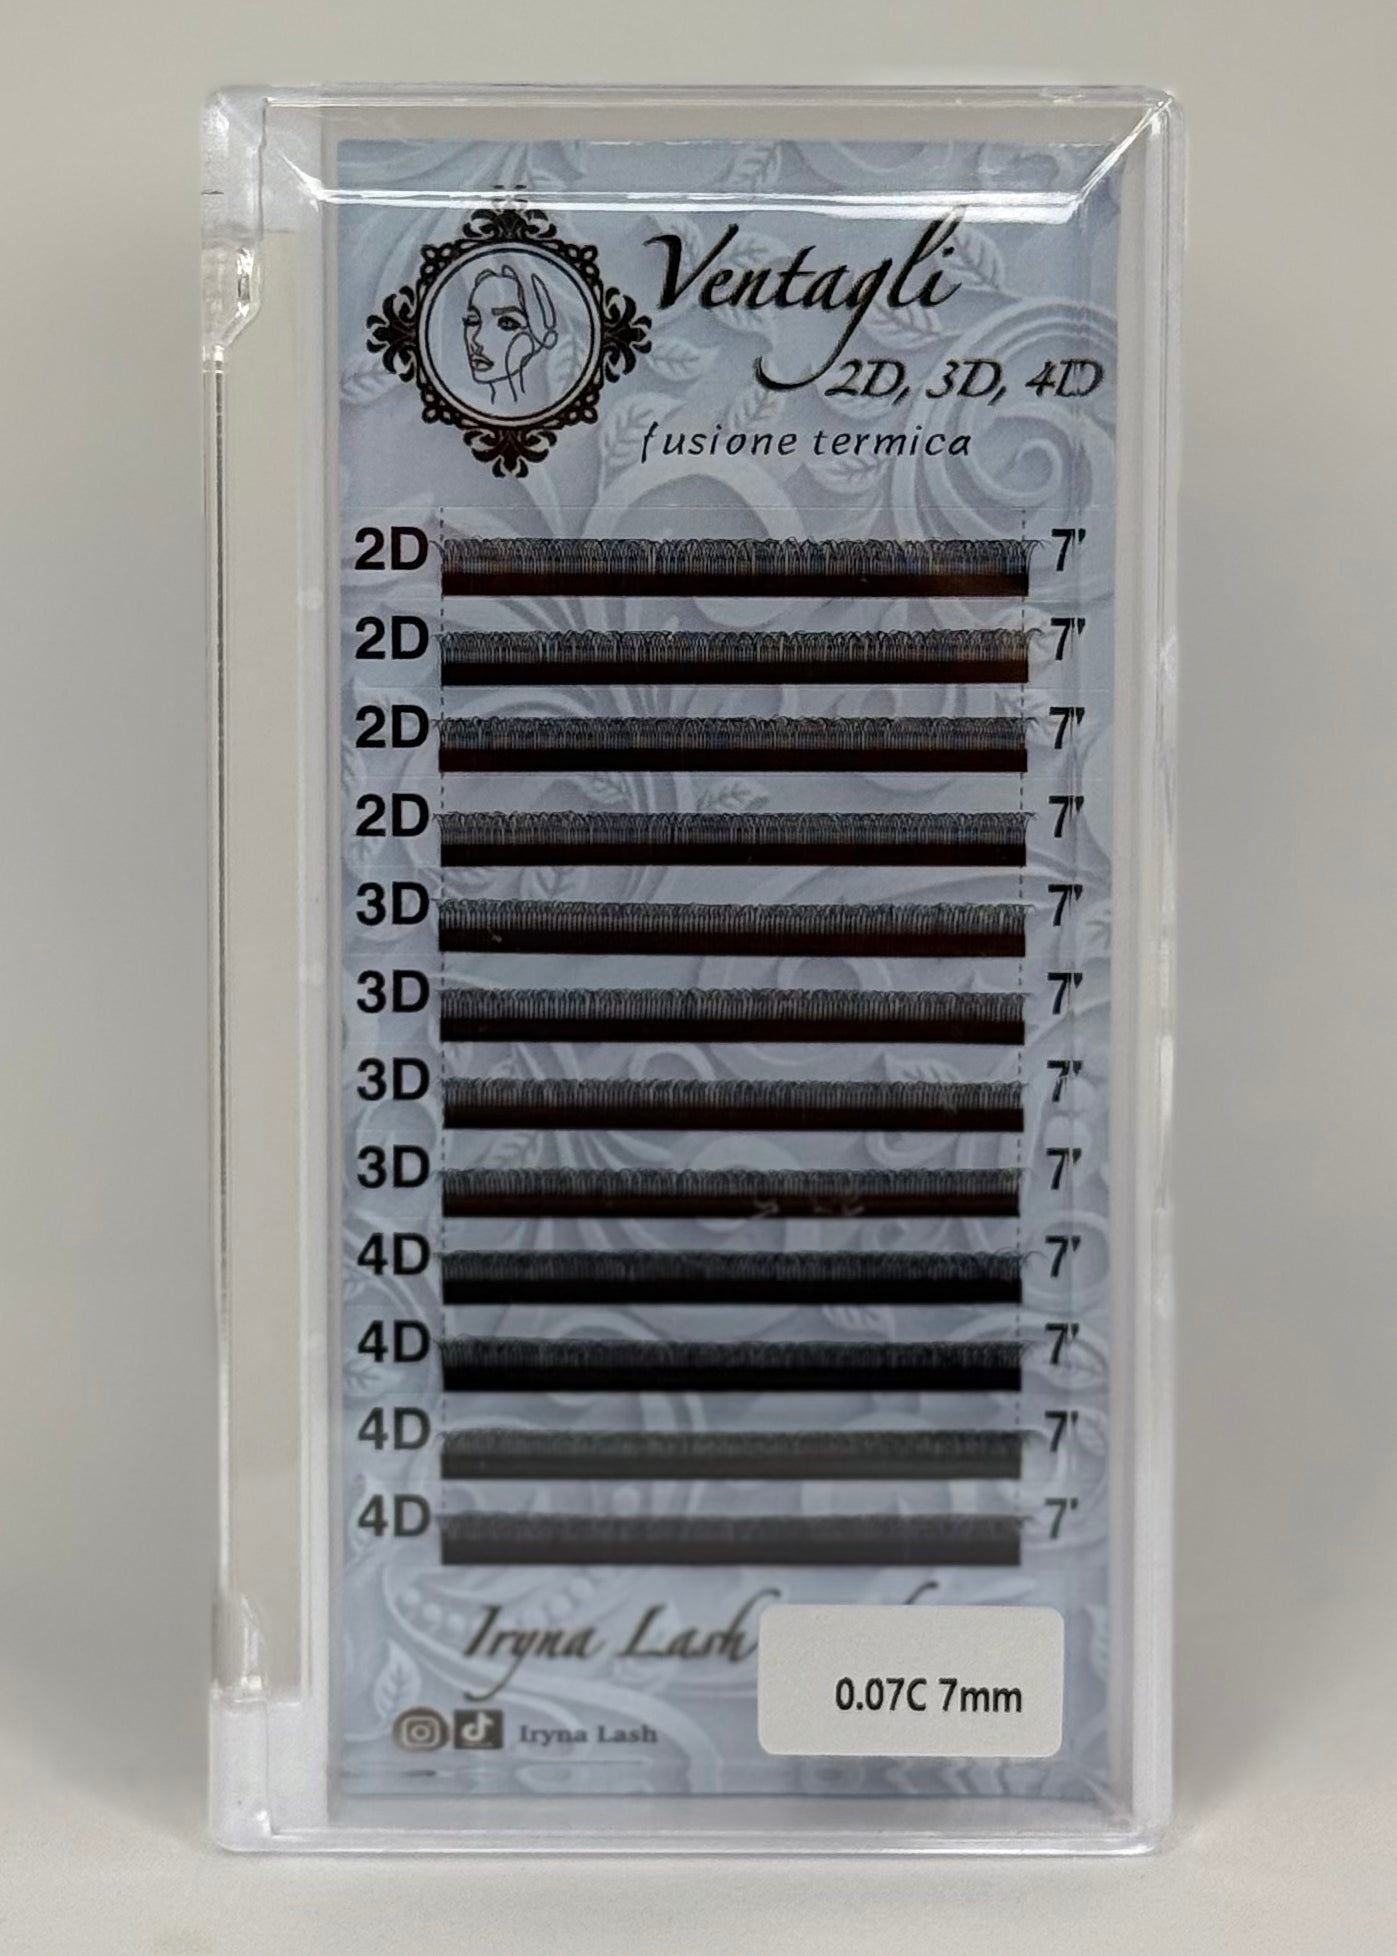 Ventagli
2D, 3D, 4D
fusione termica
2D 7'
2D 7'
2D 7'
2D 7'
3D 7'
3D 7'
3D 7'
3D 7'
4D 7'
4D 7'
4D 7'
4D 7'
Iryna Lash
0.07C 7mm
Iryna Lash